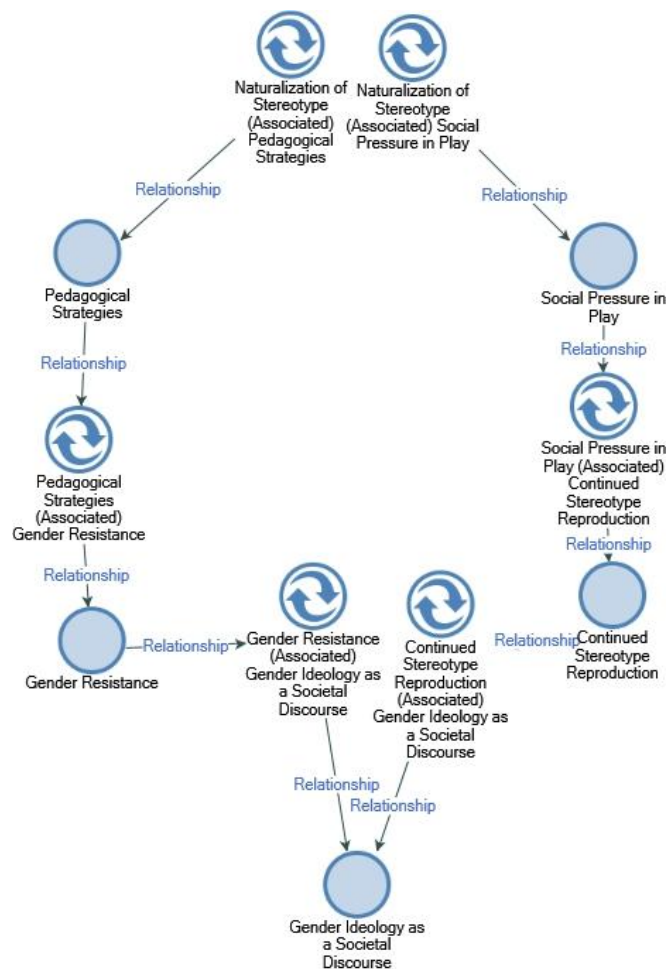 Naturalization of
Stereotype
(Associated)
Pedagogical
Strategies
Naturalization of
Stereotype
(Associated) Social
Pressure in Play
Relationship
Relationship
Pedagogical
Strategies
Social Pressure in
Play
Relationship
Relationship
Pedagogical
Strategies
(Associated)
Gender Resistance
Social Pressure in
Play (Associated)
Continued
Stereotype
Reproduction
Relationship
Relationship
Gender Resistance
Relationship
Gender Resistance
(Associated)
Gender Ideology as
a Societal
Discourse
Continued
Stereotype
Reproduction
(Associated)
Gender Ideology as
a Societal
Discourse
Relationship
Continued
Stereotype
Reproduction
Relationship
Relationship
Gender Ideology as
a Societal
Discourse